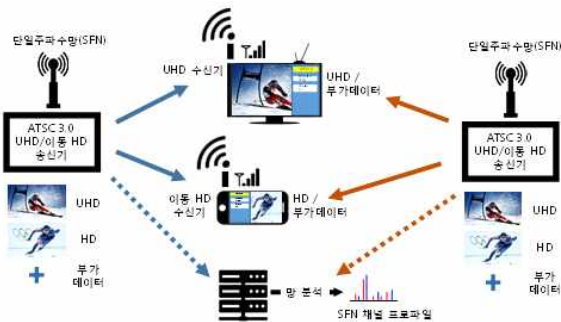 단일주파수망(SFN)
ATSC 3.0
UHD/이동 HD
송신기
UHD
HD
부가
데이터
UHD 수신기
UHD /
부가데이터
이동 HD
수신기
HD /
부가데이터
망 분석
SFN 채널 프로파일
단일주파수망(SFN)
ATSC 3.0
UHD/이동 HD
송신기
UHD
HD
부가
데이터